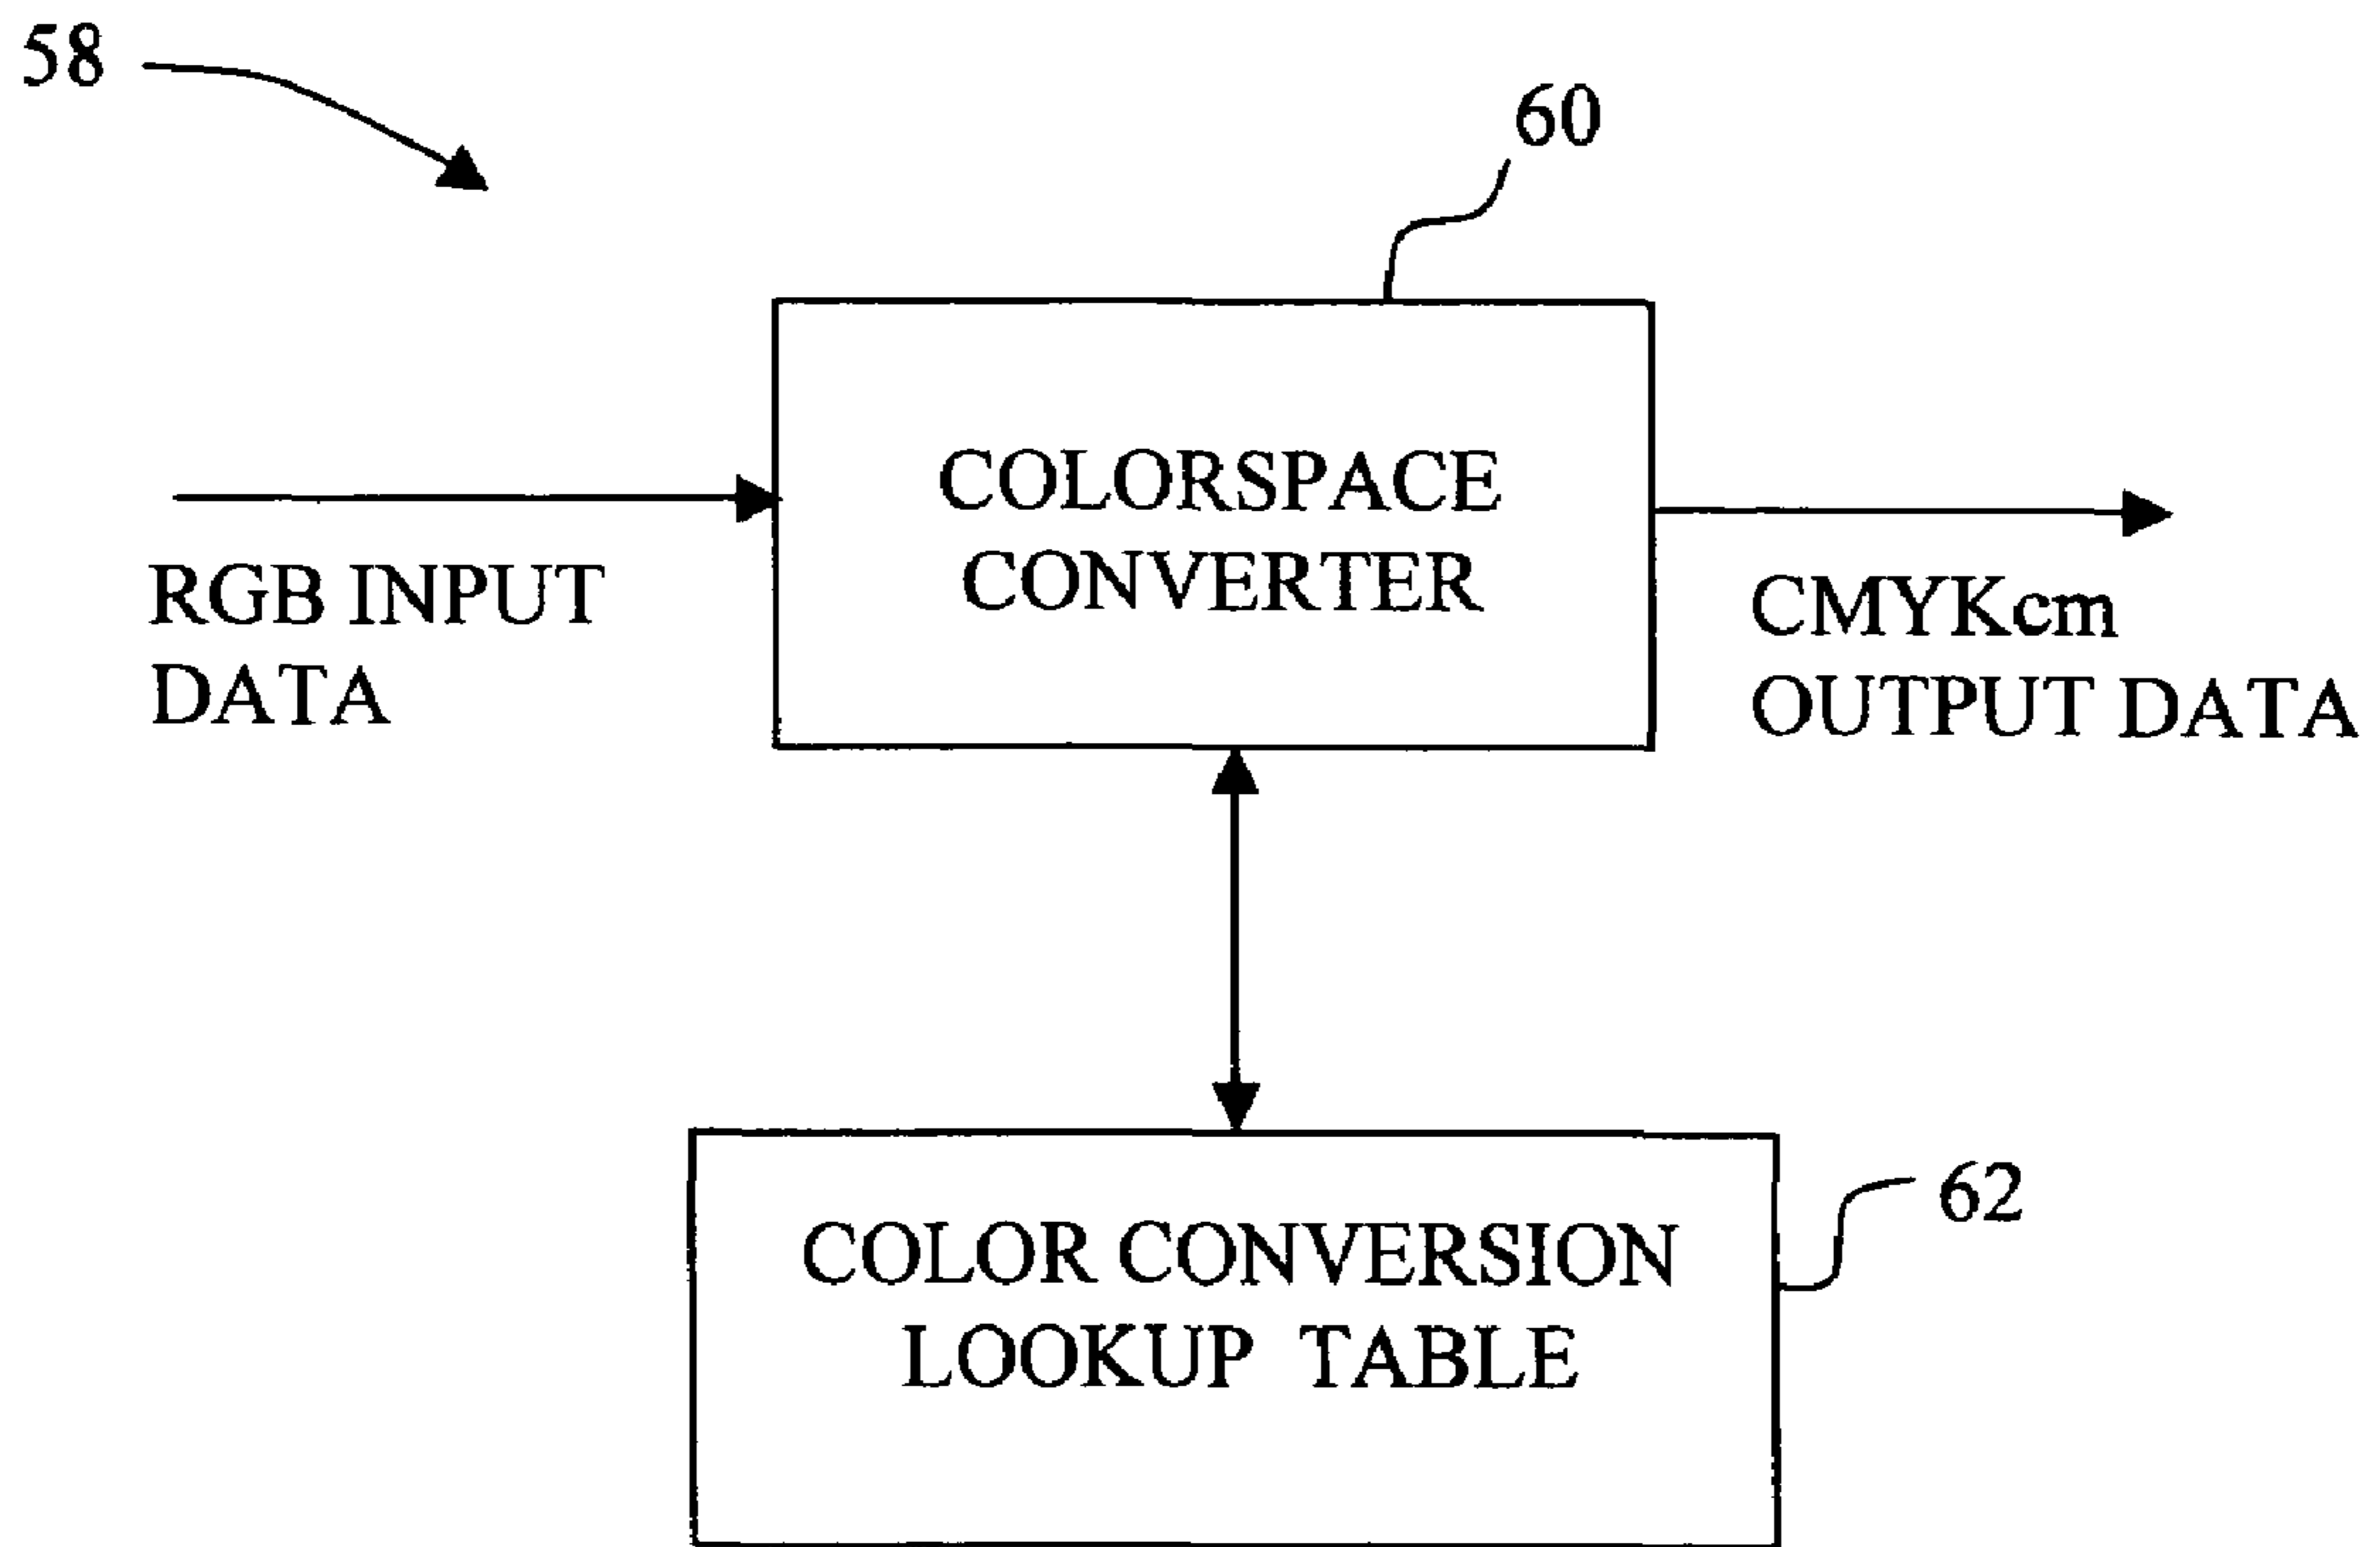 58
60
COLORSPACE
CONVERTER
RGB INPUT
DATA
CMYKcm
OUTPUT DATA
COLOR CONVERSION
LOOKUP TABLE
62